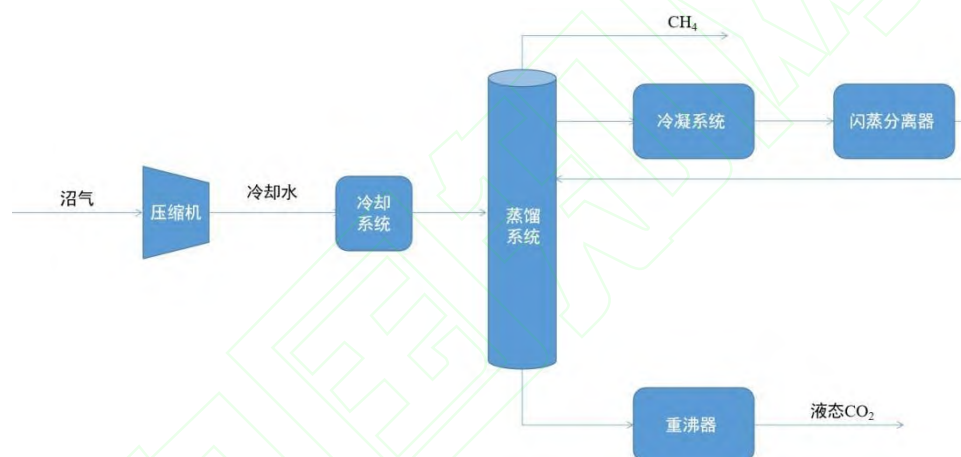 CH₄
冷凝系统
闪蒸分离器
沼气
压缩机
冷却水
冷却
系统
蒸馏
系统
重沸器
液态CO₂